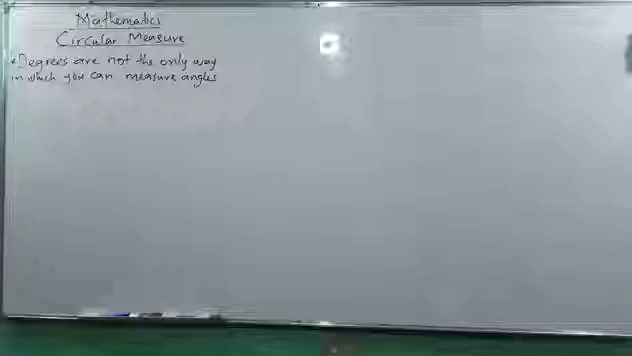 Mathematics
Circular Measure
• Degrees are not the only way
in which you can measure angles